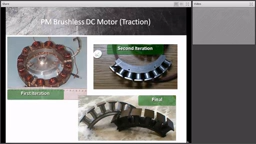 PM Brushless DC Motor (Traction)
Second Iteration
First Iteration
Final